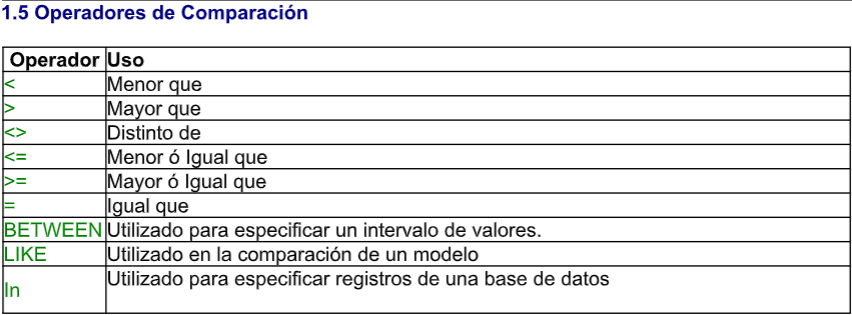 1.5 Operadores de Comparación
Operador Uso
< Menor que
> Mayor que
<> Distinto de
<= Menor ó Igual que
>= Mayor ó Igual que
= Igual que
BETWEEN Utilizado para especificar un intervalo de valores.
LIKE Utilizado en la comparación de un modelo
In Utilizado para especificar registros de una base de datos